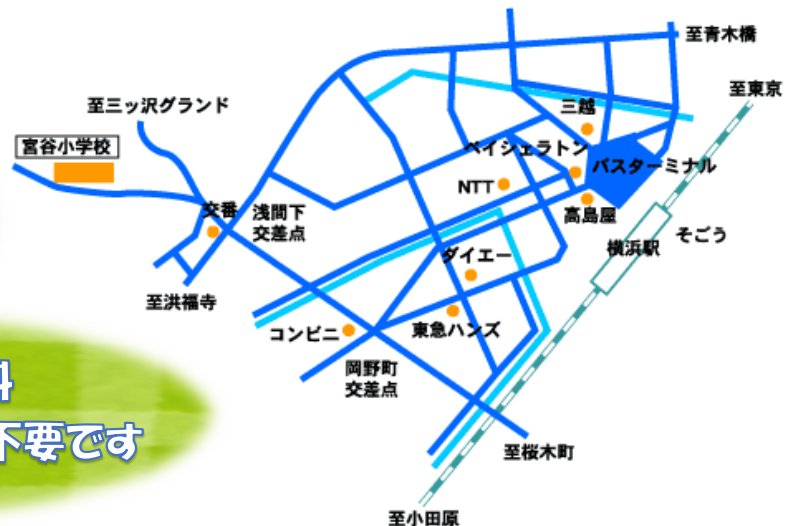 至青木橋
至東京
至三ッ沢グランド
三越
宮谷小学校
ベイシェラトン
バスターミナル
NTT
交番
浅間下
交差点
高島屋
そごう
横浜駅
ダイエー
至洪福寺
コンビニ
東急ハンズ
岡野町
交差点
料
不要です
至桜木町
至小田原